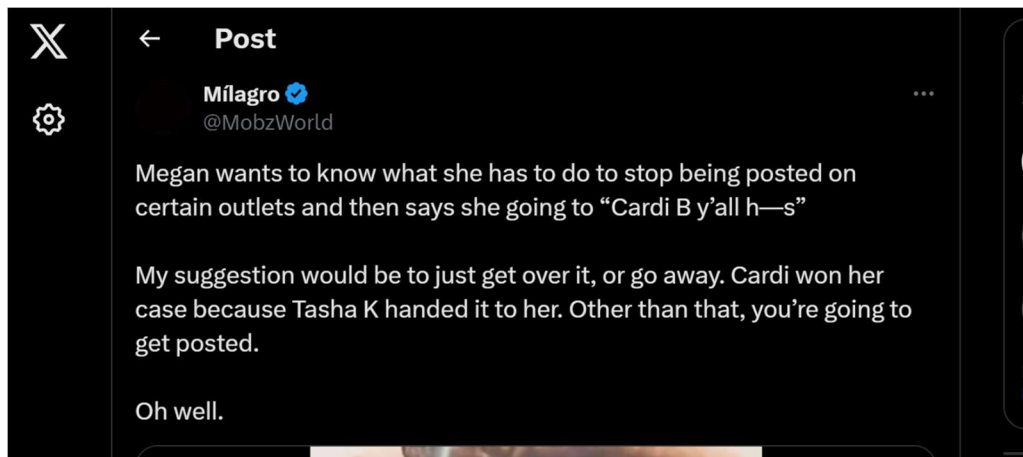 Post
Mílagro
@MobzWorld
Megan wants to know what she has to do to stop being posted on
certain outlets and then says she going to “Cardi B y’all h—s”
My suggestion would be to just get over it, or go away. Cardi won her
case because Tasha K handed it to her. Other than that, you’re going to
get posted.
Oh well.